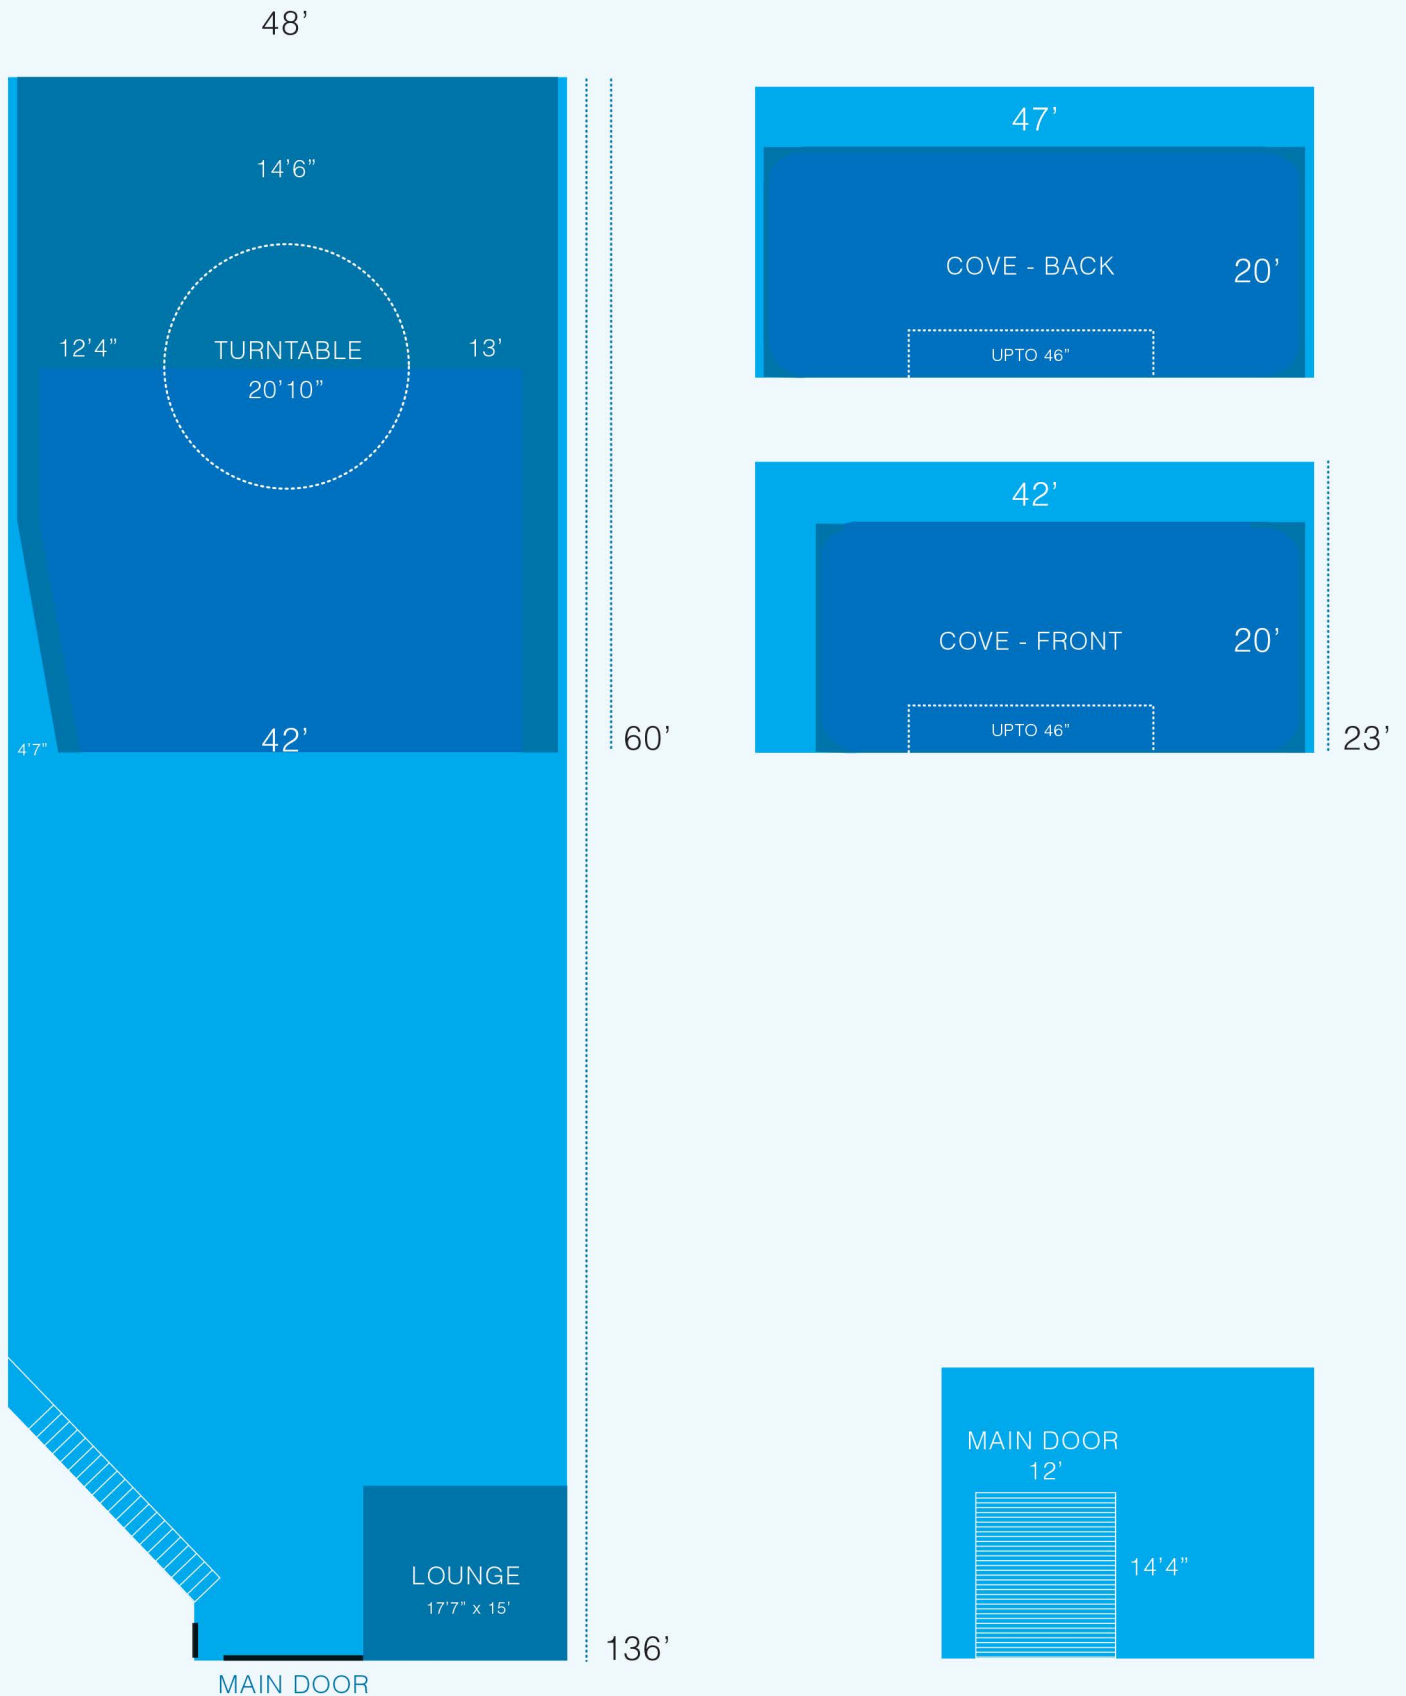 48’
14’6”
12’4”
TURNTABLE
13’
20’10”
4’7”
42’
60’
47’
COVE - BACK
20’
UPTO 46”
42’
COVE - FRONT
20’
UPTO 46”
23’
LOUNGE
17’7” x 15’
136’
MAIN DOOR
MAIN DOOR
12’
14’4”